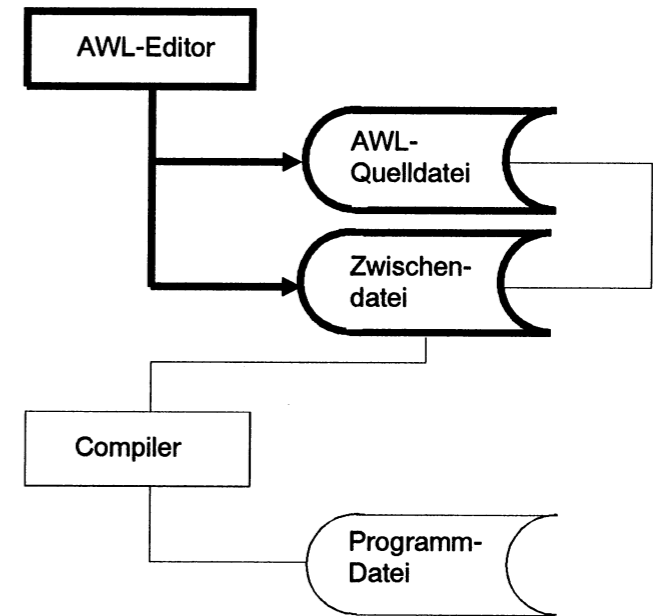 AWL-Editor
AWL-
Quelldatei
Zwischen-
datei
Compiler
Programm-
Datei